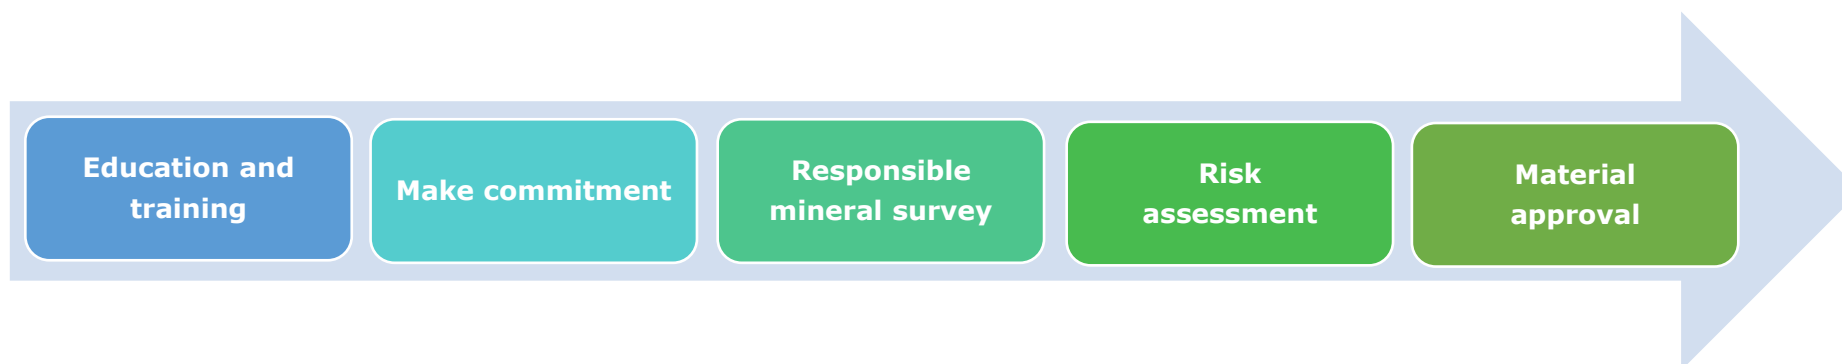 Education and
training
Make commitment
Responsible
mineral survey
Risk
assessment
Material
approval